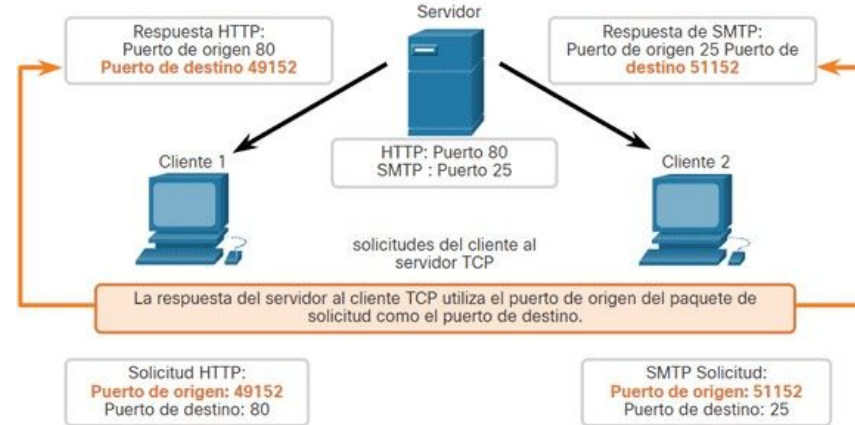 Servidor
Respuesta HTTP:
Puerto de origen 80
Puerto de destino 49152
Respuesta de SMTP:
Puerto de origen 25 Puerto de
destino 51152
HTTP: Puerto 80
SMTP : Puerto 25
Cliente 1
Cliente 2
solicitudes del cliente al
servidor TCP
La respuesta del servidor al cliente TCP utiliza el puerto de origen del paquete de
solicitud como el puerto de destino.
Solicitud HTTP:
Puerto de origen: 49152
Puerto de destino: 80
SMTP Solicitud:
Puerto de origen: 51152
Puerto de destino: 25